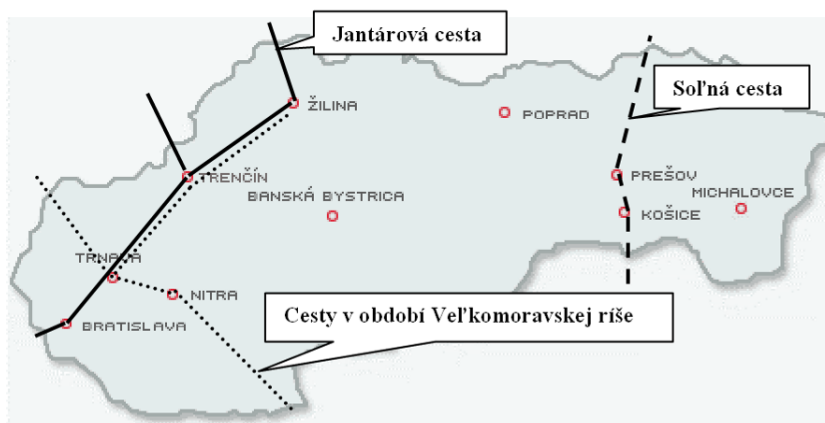 Jantárová cesta
Soľná cesta
ŽILINA
POPRAD
TRENČÍN
PREŠOV
BANSKÁ BYSTRICA
MICHALOVCE
KOŠICE
TRNAVA
NITRA
Cesty v období Veľkomoravskej ríše
BRATISLAVA